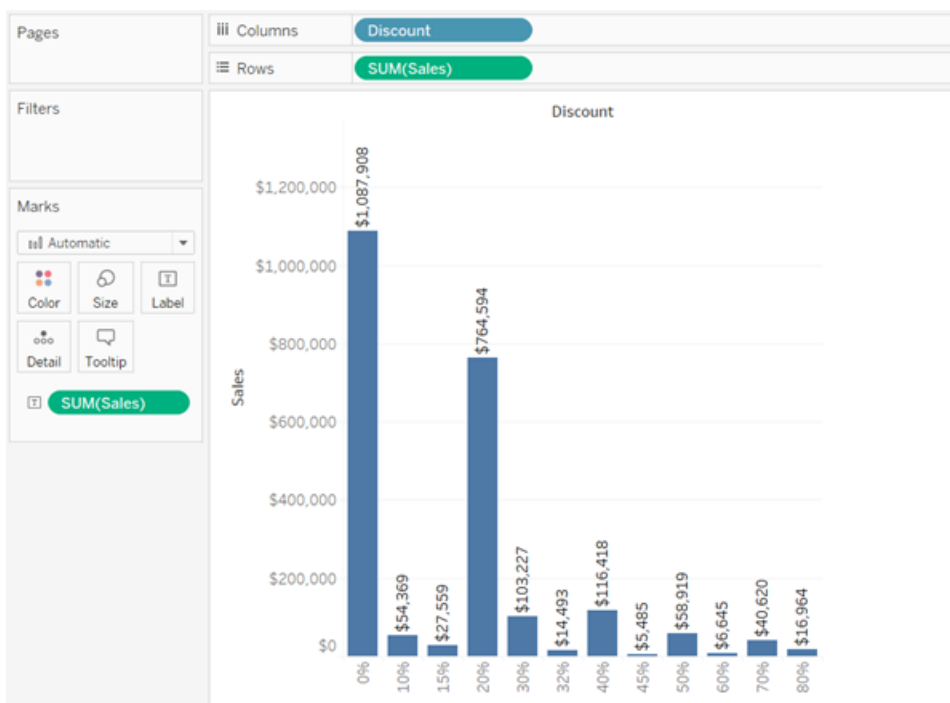 Pages
Columns
Discount
Rows
SUM(Sales)
Filters
Marks
Automatic
Color
Size
Label
Detail
Tooltip
SUM(Sales)
Discount
Sales
$1,200,000
$1,000,000
$800,000
$600,000
$400,000
$200,000
$0
$1,087,908
$54,369
$27,559
$764,594
$103,227
$14,493
$116,418
$5,485
$58,919
$6,645
$40,620
$16,964
0%
10%
15%
20%
30%
32%
40%
45%
50%
60%
70%
80%